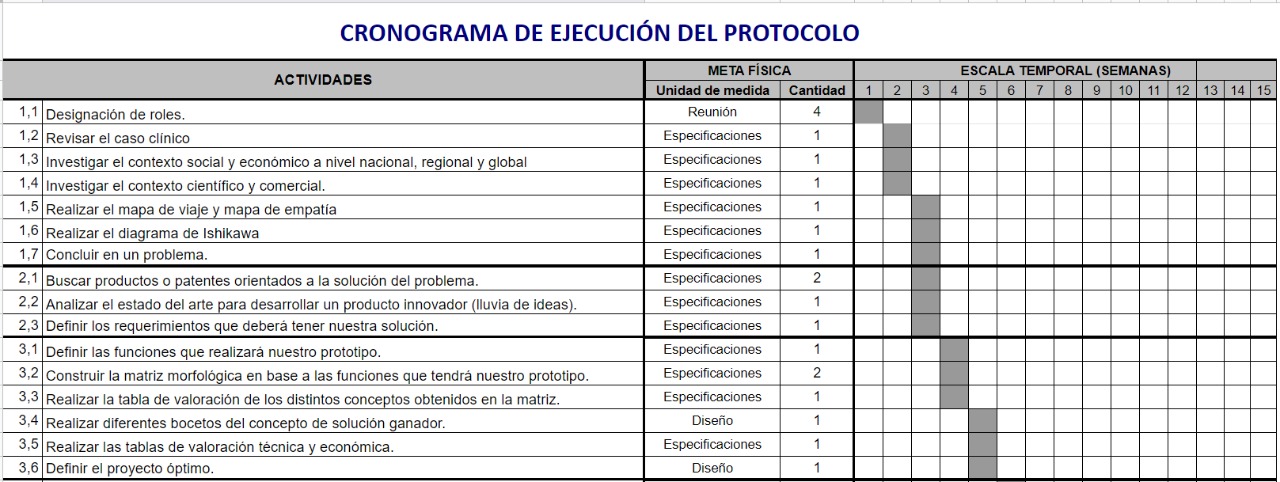 CRONOGRAMA DE EJECUCIÓN DEL PROTOCOLO
ACTIVIDADES META FÍSICA ESCALA TEMPORAL (SEMANAS)
Unidad de medida Cantidad 1 2 3 4 5 6 7 8 9 10 11 12 13 14 15
1,1 Designación de roles. Reunión 4
1,2 Revisar el caso clínico Especificaciones 1
1,3 Investigar el contexto social y económico a nivel nacional, regional y global Especificaciones 1
1,4 Investigar el contexto científico y comercial. Especificaciones 1
1,5 Realizar el mapa de viaje y mapa de empatía Especificaciones 1
1,6 Realizar el diagrama de Ishikawa Especificaciones 1
1,7 Concluir en un problema. Especificaciones 1
2,1 Buscar productos o patentes orientados a la solución del problema. Especificaciones 2
2,2 Analizar el estado del arte para desarrollar un producto innovador (lluvia de ideas). Especificaciones 1
2,3 Definir los requerimientos que deberá tener nuestra solución. Especificaciones 1
3,1 Definir las funciones que realizará nuestro prototipo. Especificaciones 1
3,2 Construir la matriz morfológica en base a las funciones que tendrá nuestro prototipo. Especificaciones 2
3,3 Realizar la tabla de valoración de los distintos conceptos obtenidos en la matriz. Especificaciones 1
3,4 Realizar diferentes bocetos del concepto de solución ganador. Diseño 1
3,5 Realizar las tablas de valoración técnica y económica. Especificaciones 1
3,6 Definir el proyecto óptimo. Diseño 1